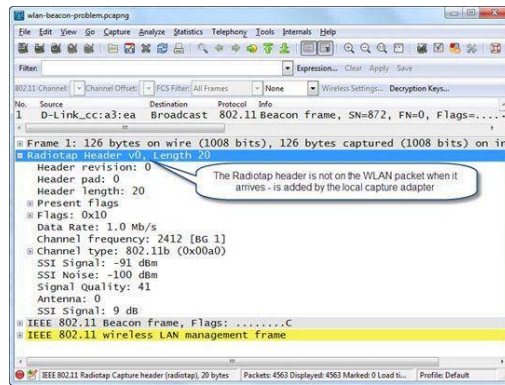 wlan-beacon-problem.pcapng
File Edit View Go Capture Analyze Statistics Telephony Tools Internals Help
Filter: Expression... Clear Apply Save
802.11 Channel: Channel Offset: FCS Filter: All Frames None Wireless Settings... Decryption Keys...
No. Source Destination Protocol Info
1 D-Link_cc:a3:ea Broadcast 802.11 Beacon frame, SN=872, FN=0, Flags=....
Frame 1: 126 bytes on wire (1008 bits), 126 bytes captured (1008 bits) on in
Radiotap Header v0, Length 20
Header revision: 0
The Radiotap header is not on the WLAN packet when it
arrives - is added by the local capture adapter
Header pad: 0
Header length: 20
Present flags
Flags: 0x10
Data Rate: 1.0 Mb/s
Channel frequency: 2412 [BG 1]
Channel type: 802.11b (0x00a0)
SSI Signal: -91 dBm
SSI Noise: -100 dBm
Signal Quality: 41
Antenna: 0
SSI Signal: 9 dB
IEEE 802.11 Beacon frame, Flags: ........C
IEEE 802.11 wireless LAN management frame
IEEE 802.11 Radiotap Capture header (radiotap), 20 bytes Packets: 4563 Displayed: 4563 Marked: 0 Load ti... Profile: Default